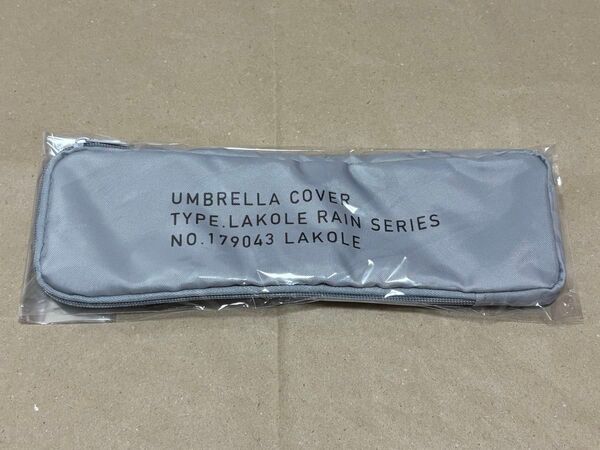 UMBRELLA COVER
TYPE.LAKOLE RAIN SERIES
NO.179043 LAKOLE